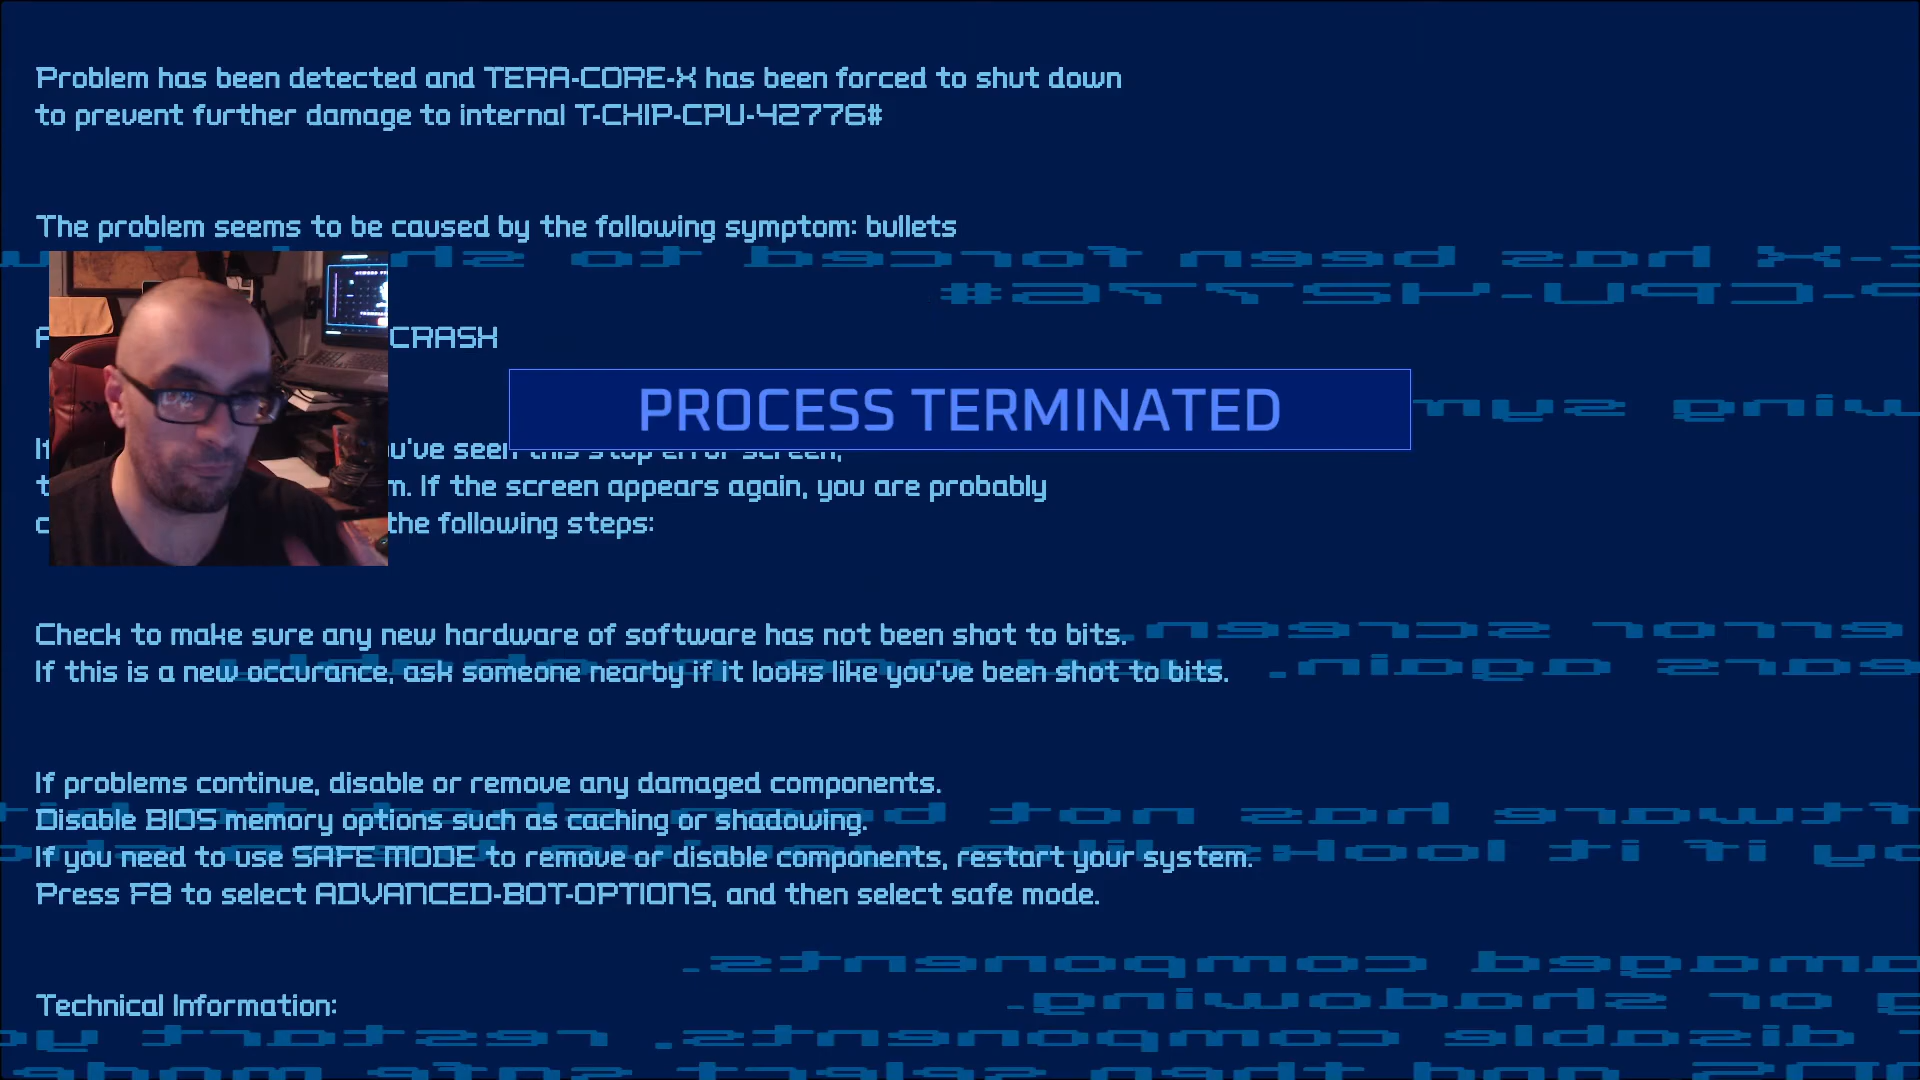 Problem has been detected and TERA-CORE-X has been forced to shut down
to prevent further damage to internal T-CHIP-CPU-42776#
The problem seems to be caused by the following symptom: bullets
CRASH
PROCESS TERMINATED
u've seen this stop error screen,
m. If the screen appears again, you are probably
the following steps:
Check to make sure any new hardware of software has not been shot to bits.
If this is a new occurance, ask someone nearby if it looks like you've been shot to bits.
If problems continue, disable or remove any damaged components.
Disable BIOS memory options such as caching or shadowing.
If you need to use SAFE MODE to remove or disable components, restart your system.
Press F8 to select ADVANCED-BOT-OPTIONS, and then select safe mode.
Technical Information: